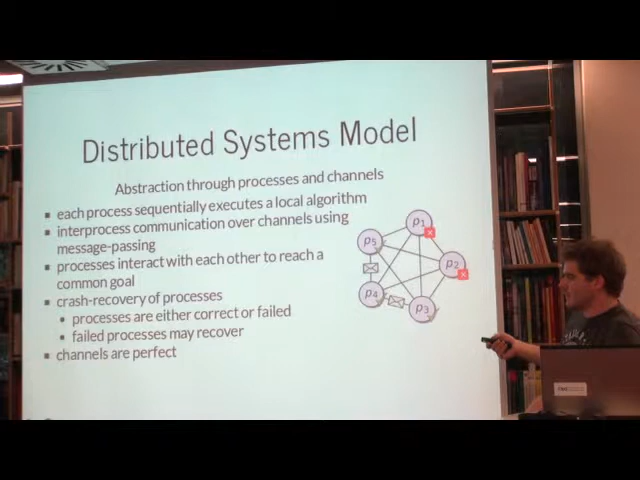 Distributed Systems Model
Abstraction through processes and channels
each process sequentially executes a local algorithm
interprocess communication over channels using
message-passing
processes interact with each other to reach a
common goal
crash-recovery of processes
processes are either correct or failed
failed processes may recover
channels are perfect
p1
p5
p2
p4
p3